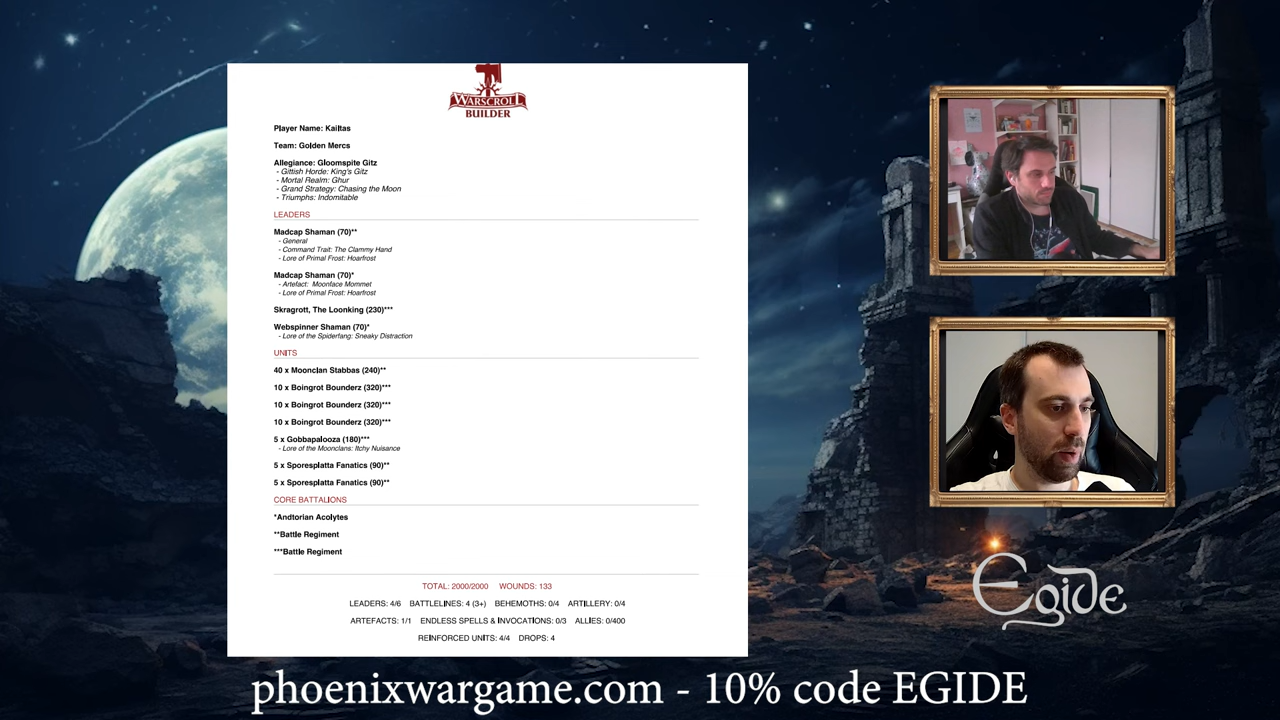 WARSCROLL
BUILDER
Player Name: Kailtas
Team: Golden Mercs
Allegiance: Gloomspite Gitz
- Gittish Horde: King's Gitz
- Mortal Realm: Ghur
- Grand Strategy: Chasing the Moon
- Triumphs: Indomitable
LEADERS
Madcap Shaman (70)**
- General
- Command Trait: The Clammy Hand
- Lore of Primal Frost: Hoarfrost
Madcap Shaman (70)*
- Artefact: Moonface Mommet
- Lore of Primal Frost: Hoarfrost
Skragrott, The Loonking (230)***
Webspinner Shaman (70)*
- Lore of the Spiderfang: Sneaky Distraction
UNITS
40 x Moonclan Stabbas (240)**
10 x Boingrot Bounderz (320)***
10 x Boingrot Bounderz (320)***
10 x Boingrot Bounderz (320)***
5 x Gobbapalooza (180)***
- Lore of the Moonclans: Itchy Nuisance
5 x Sporesplatta Fanatics (90)**
5 x Sporesplatta Fanatics (90)**
CORE BATTALIONS
*Andtorian Acolytes
**Battle Regiment
***Battle Regiment
TOTAL: 2000/2000 WOUNDS: 133
LEADERS: 4/6 BATTLELINES: 4 (3+) BEHEMOTHS: 0/4 ARTILLERY: 0/4
ARTEFACTS: 1/1 ENDLESS SPELLS & INVOCATIONS: 0/3 ALLIES: 0/400
REINFORCED UNITS: 4/4 DROPS: 4
Egide
phoenixwargame.com - 10% code EGIDE